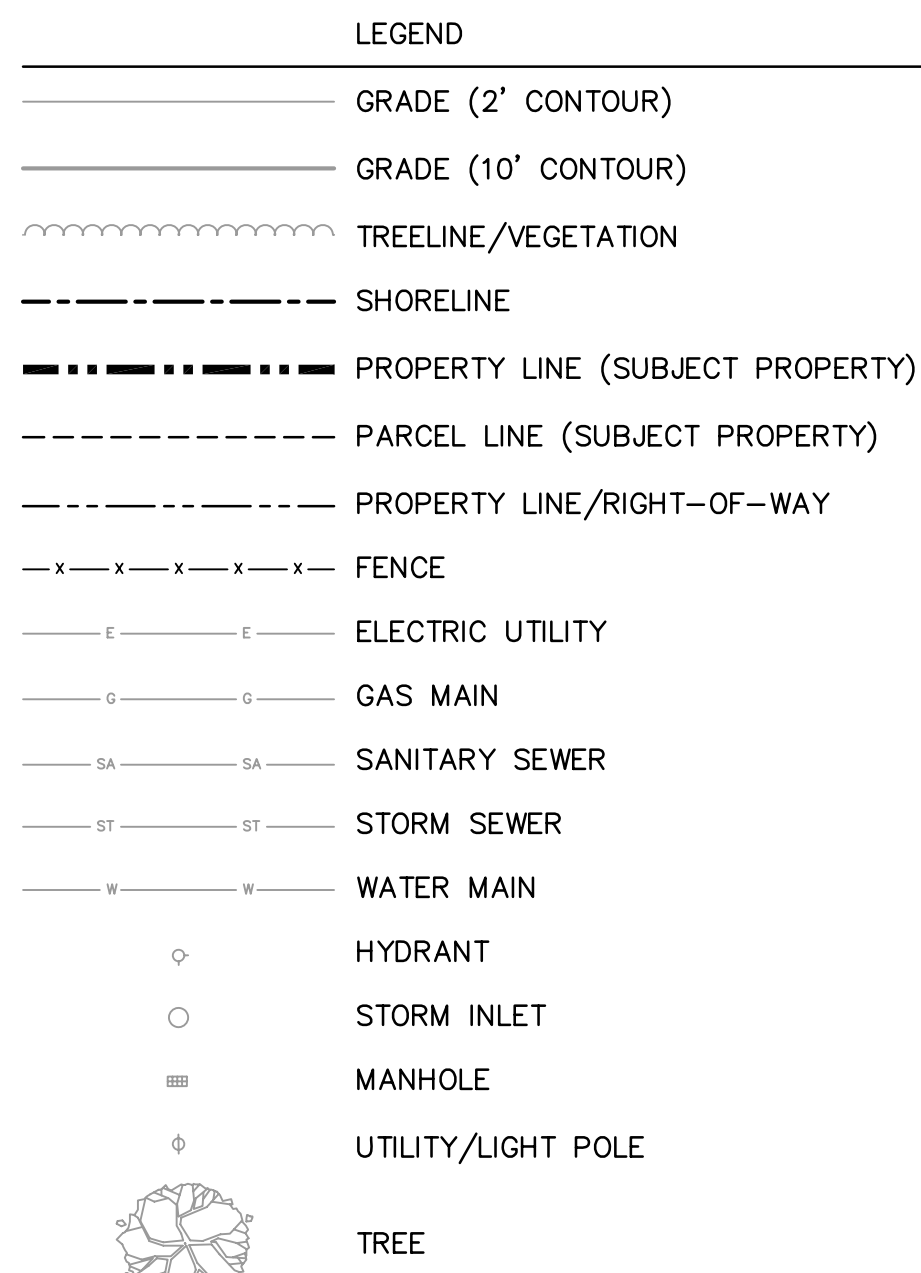 LEGEND
GRADE (2' CONTOUR)
GRADE (10' CONTOUR)
TREELINE/VEGETATION
SHORELINE
PROPERTY LINE (SUBJECT PROPERTY)
PARCEL LINE (SUBJECT PROPERTY)
PROPERTY LINE/RIGHT-OF-WAY
X X X X X FENCE
E E ELECTRIC UTILITY
G G GAS MAIN
SA SA SANITARY SEWER
ST ST STORM SEWER
W W WATER MAIN
HYDRANT
STORM INLET
MANHOLE
UTILITY/LIGHT POLE
TREE